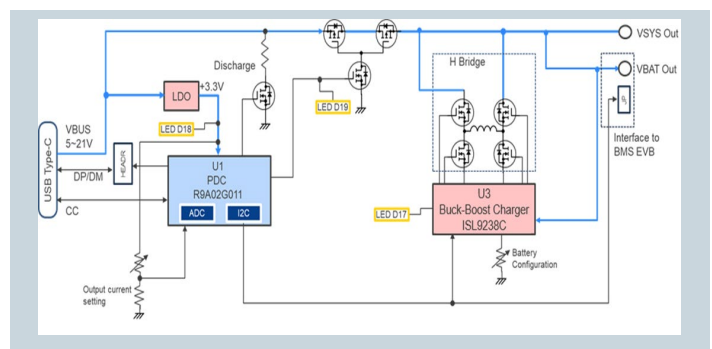 VSYS Out
H Bridge
VBAT Out
Discharge
LDO
+3.3V
LED D19
LED D18
VBUS
5~21V
USB Type-C
HEADR
DP/DM
CC
U1
PDC
R9A02G011
ADC
I2C
Interface to
BMS EVB
U3
Buck-Boost Charger
ISL9238C
LED D17
Battery
Configuration
Output current
setting